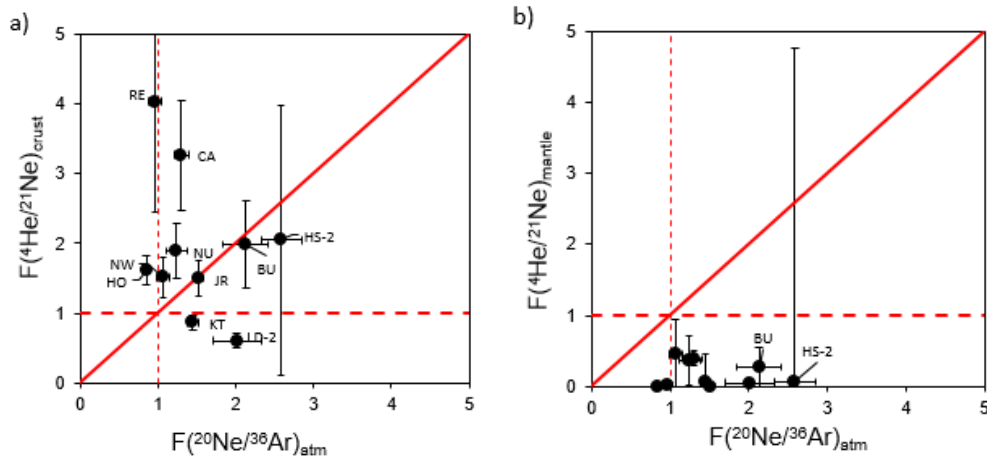 a)
5
4
3
2
1
0
F(⁴He/²¹Ne)crust
RE
CA
NU
NW
HO
JR
BU
HS-2
KT
LD-2
0 1 2 3 4 5
F(²⁰Ne/³⁶Ar)atm
b)
5
4
3
2
1
0
F(⁴He/²¹Ne)mantle
BU
HS-2
0 1 2 3 4 5
F(²⁰Ne/³⁶Ar)atm